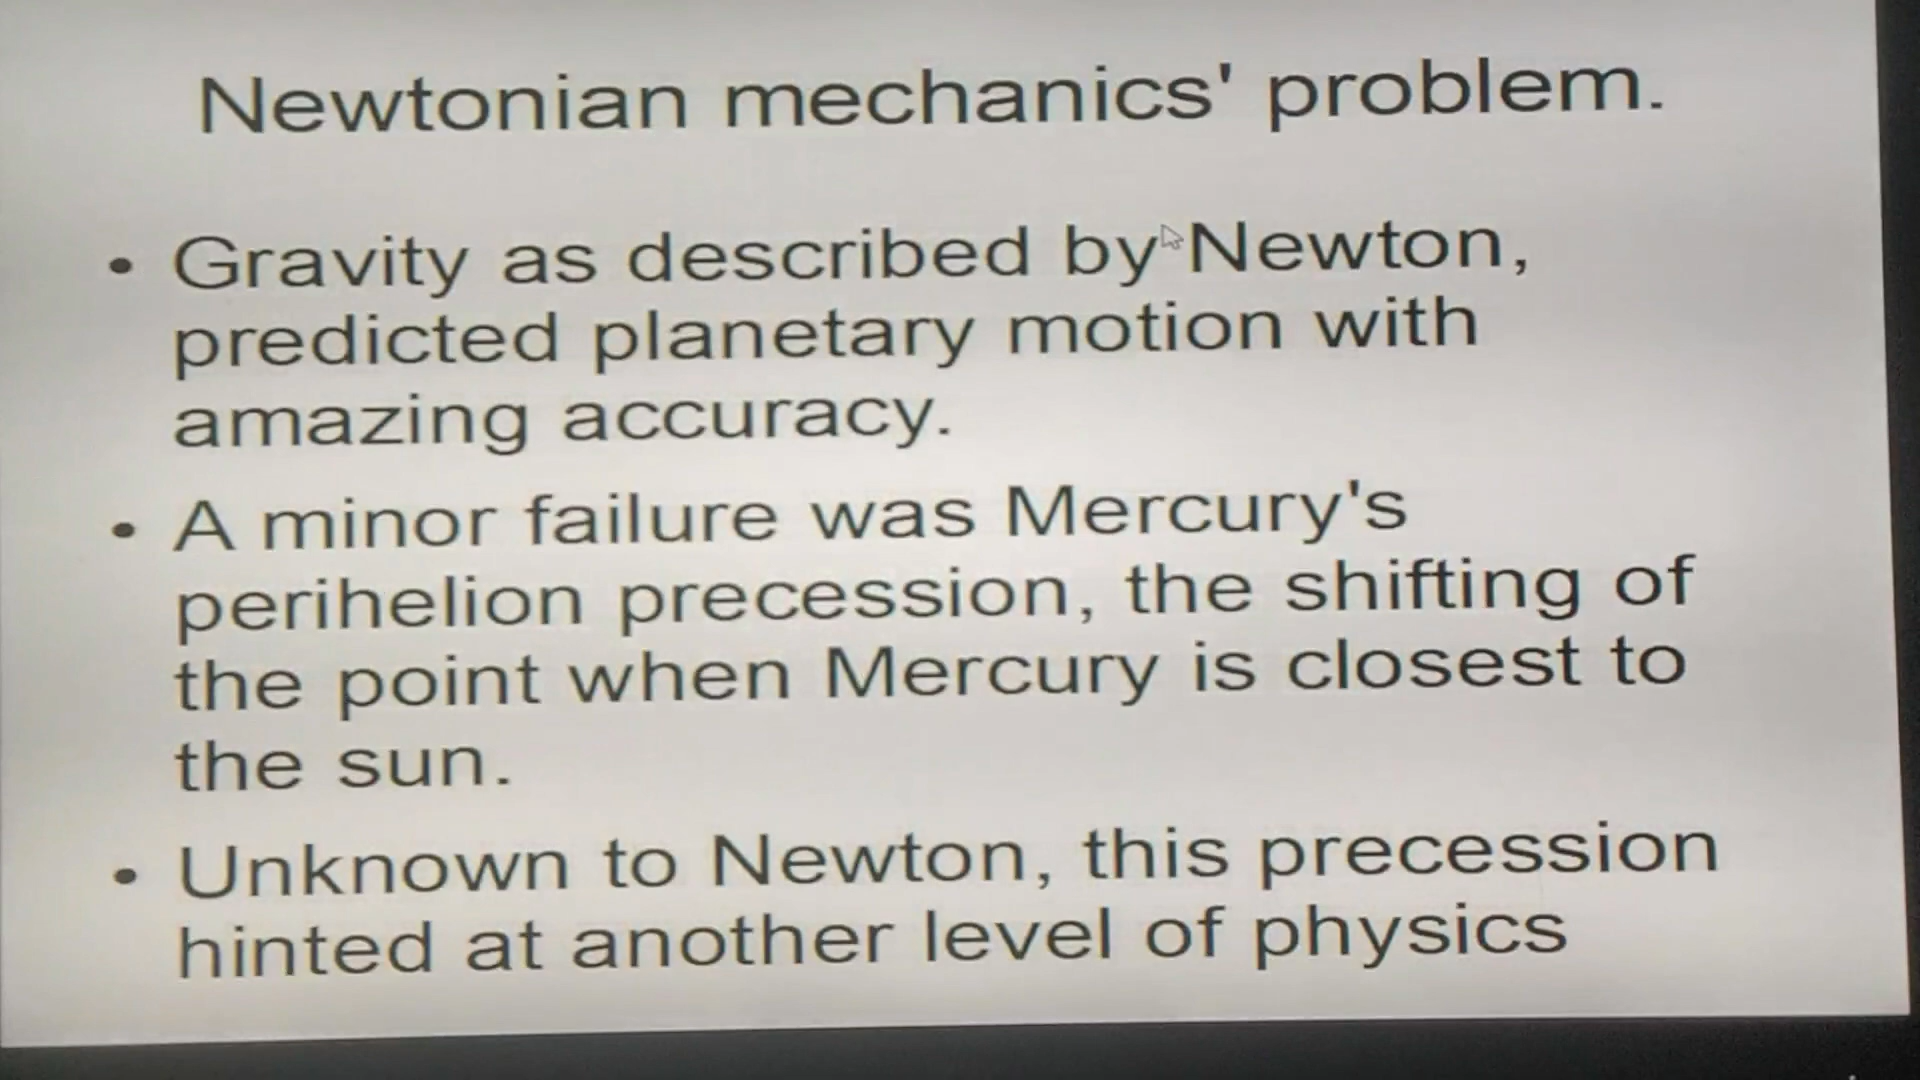 Newtonian mechanics' problem.
• Gravity as described by Newton,
predicted planetary motion with
amazing accuracy.
• A minor failure was Mercury's
perihelion precession, the shifting of
the point when Mercury is closest to
the sun.
• Unknown to Newton, this precession
hinted at another level of physics